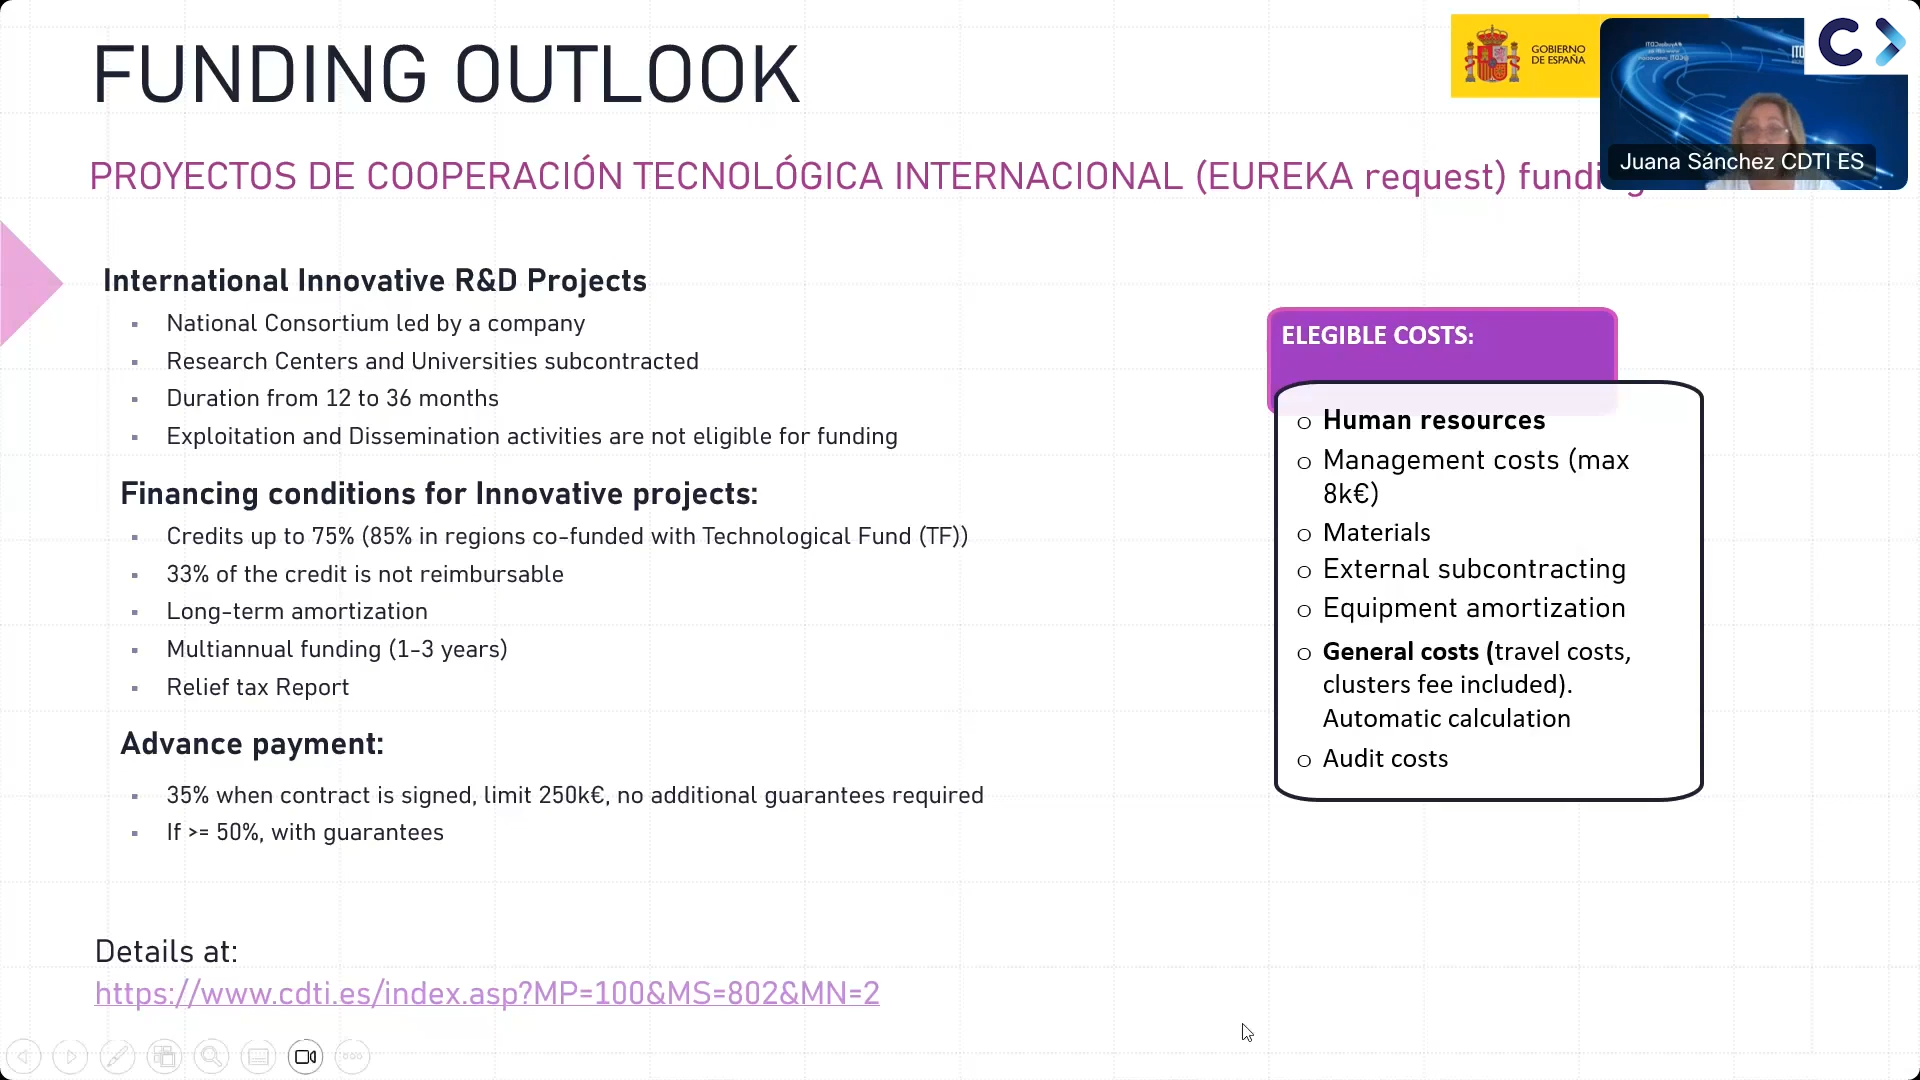 FUNDING OUTLOOK
GOBIERNO
DE ESPAÑA
Juana Sánchez CDTI ES
PROYECTOS DE COOPERACIÓN TECNOLÓGICA INTERNACIONAL (EUREKA request)
International Innovative R&D Projects
▪ National Consortium led by a company
▪ Research Centers and Universities subcontracted
▪ Duration from 12 to 36 months
▪ Exploitation and Dissemination activities are not eligible for funding
Financing conditions for Innovative projects:
▪ Credits up to 75% (85% in regions co-funded with Technological Fund (TF))
▪ 33% of the credit is not reimbursable
▪ Long-term amortization
▪ Multiannual funding (1-3 years)
▪ Relief tax Report
Advance payment:
▪ 35% when contract is signed, limit 250k€, no additional guarantees required
▪ If >= 50%, with guarantees
Details at:
https://www.cdti.es/index.asp?MP=100&MS=802&MN=2
ELEGIBLE COSTS:
o Human resources
o Management costs (max
8k€)
o Materials
o External subcontracting
o Equipment amortization
o General costs (travel costs,
clusters fee included).
Automatic calculation
o Audit costs